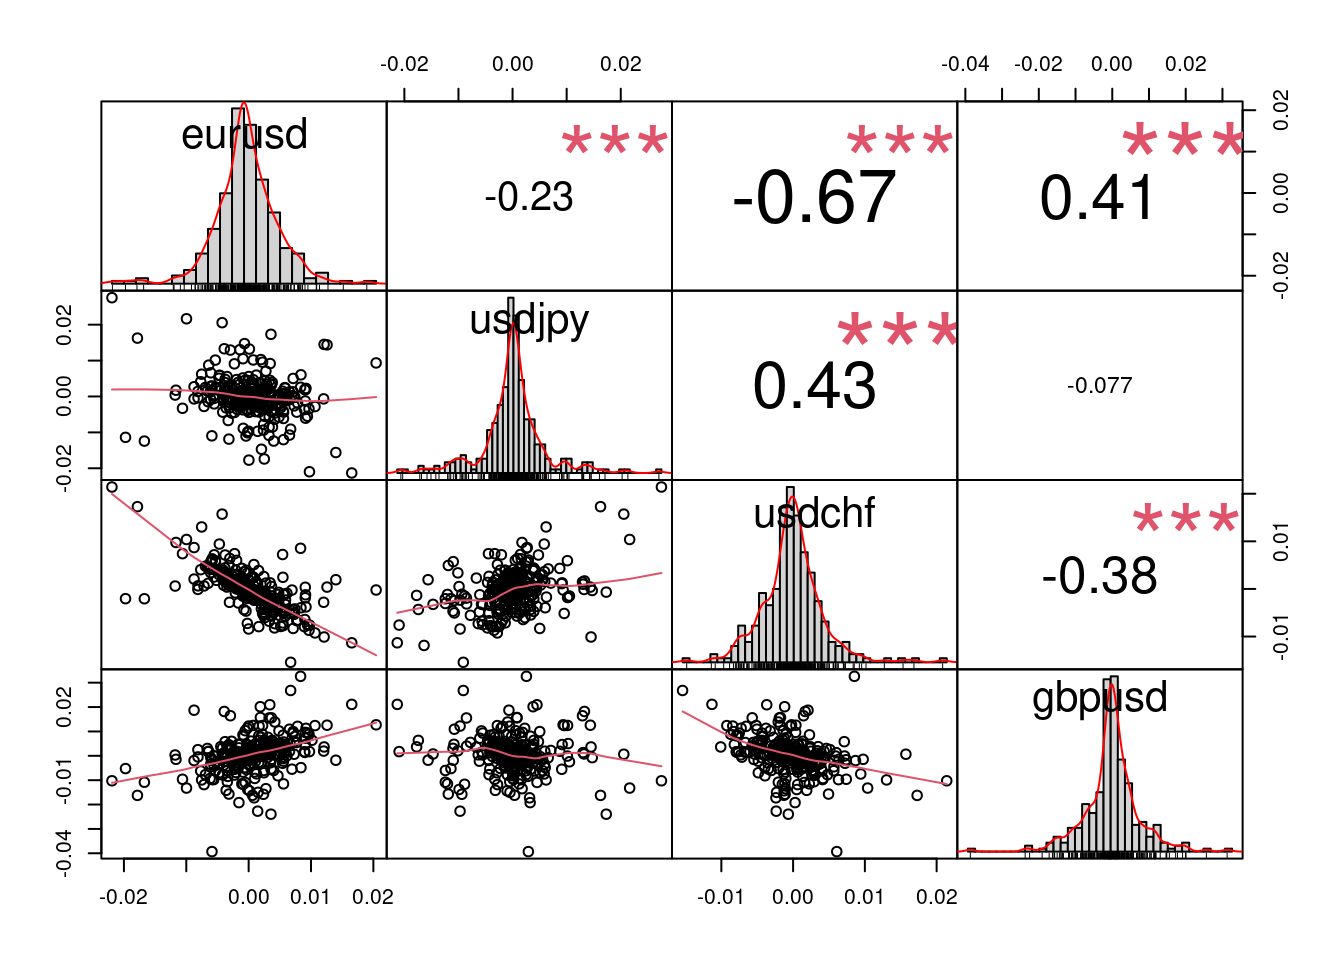 -0.02 0.00 0.02 -0.04 -0.02 0.00 0.02
eurusd *** -0.23 *** -0.67 *** 0.41 -0.02 0.00 0.02
-0.02 0.00 0.02 usdjpy *** 0.43 -0.077
usdchf *** -0.38 -0.01 0.01
-0.04 -0.01 0.02 gbpusd
-0.02 0.00 0.01 0.02 -0.01 0.00 0.01 0.02